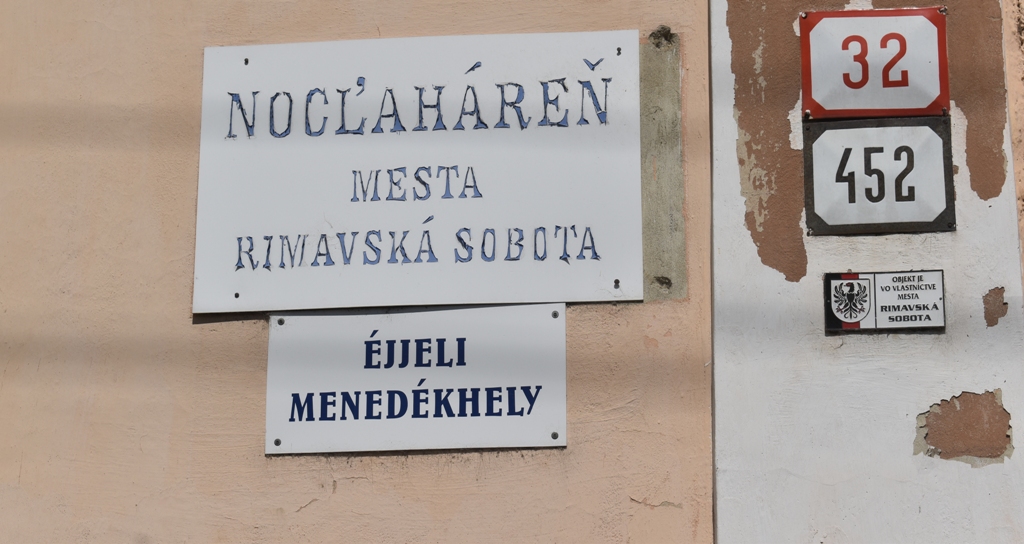 NOCĽAHÁREŇ
MESTA
RIMAVSKÁ SOBOTA
ÉJJELI
MENEDÉKHELY
32
452
OBJEKT JE
VO VLASTNÍCTVE
MESTA
RIMAVSKÁ
SOBOTA